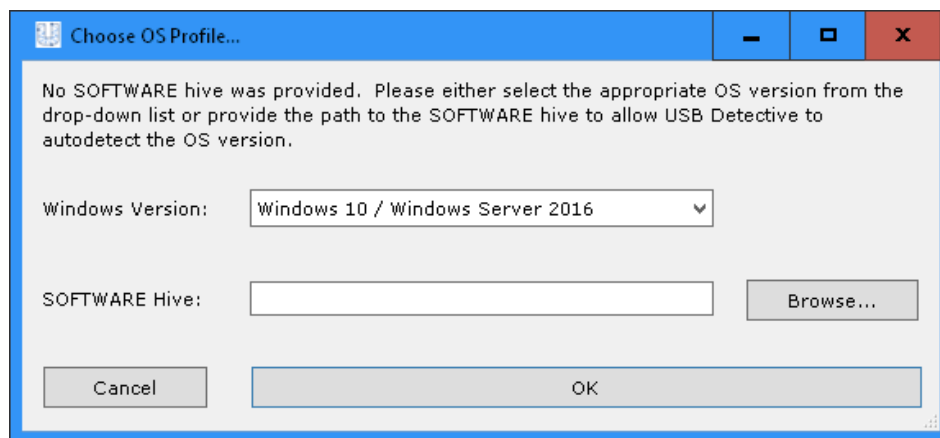 Choose OS Profile...
No SOFTWARE hive was provided.  Please either select the appropriate OS version from the
drop-down list or provide the path to the SOFTWARE hive to allow USB Detective to
autodetect the OS version.
Windows Version:
Windows 10 / Windows Server 2016
SOFTWARE Hive:
Browse...
Cancel
OK